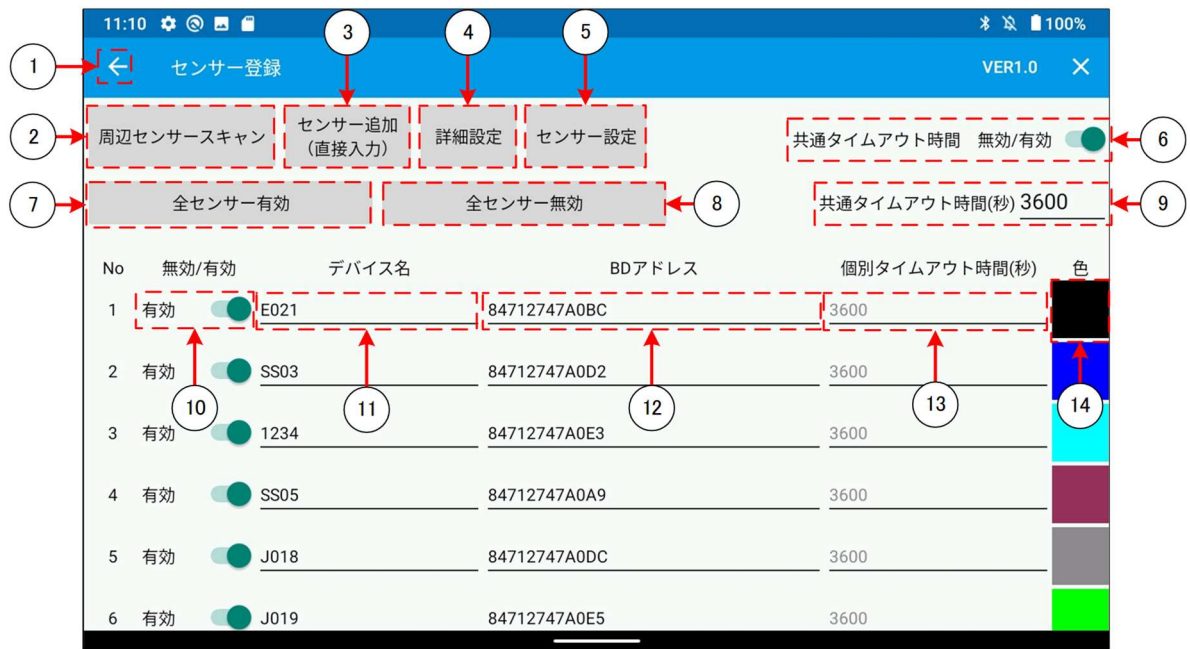 11:10 100%
3 4 5
1 センサー登録 VER1.0
2 周辺センサースキャン センサー追加
(直接入力) 詳細設定 センサー設定 共通タイムアウト時間 無効/有効 6
7 全センサー有効 全センサー無効 8 共通タイムアウト時間(秒) 3600 9
No 無効/有効 デバイス名 BDアドレス 個別タイムアウト時間(秒) 色
1 有効 E021 84712747A0BC 3600
2 有効 SS03 84712747A0D2 3600
10 11 12 13 14
3 有効 1234 84712747A0E3 3600
4 有効 SS05 84712747A0A9 3600
5 有効 J018 84712747A0DC 3600
6 有効 J019 84712747A0E5 3600